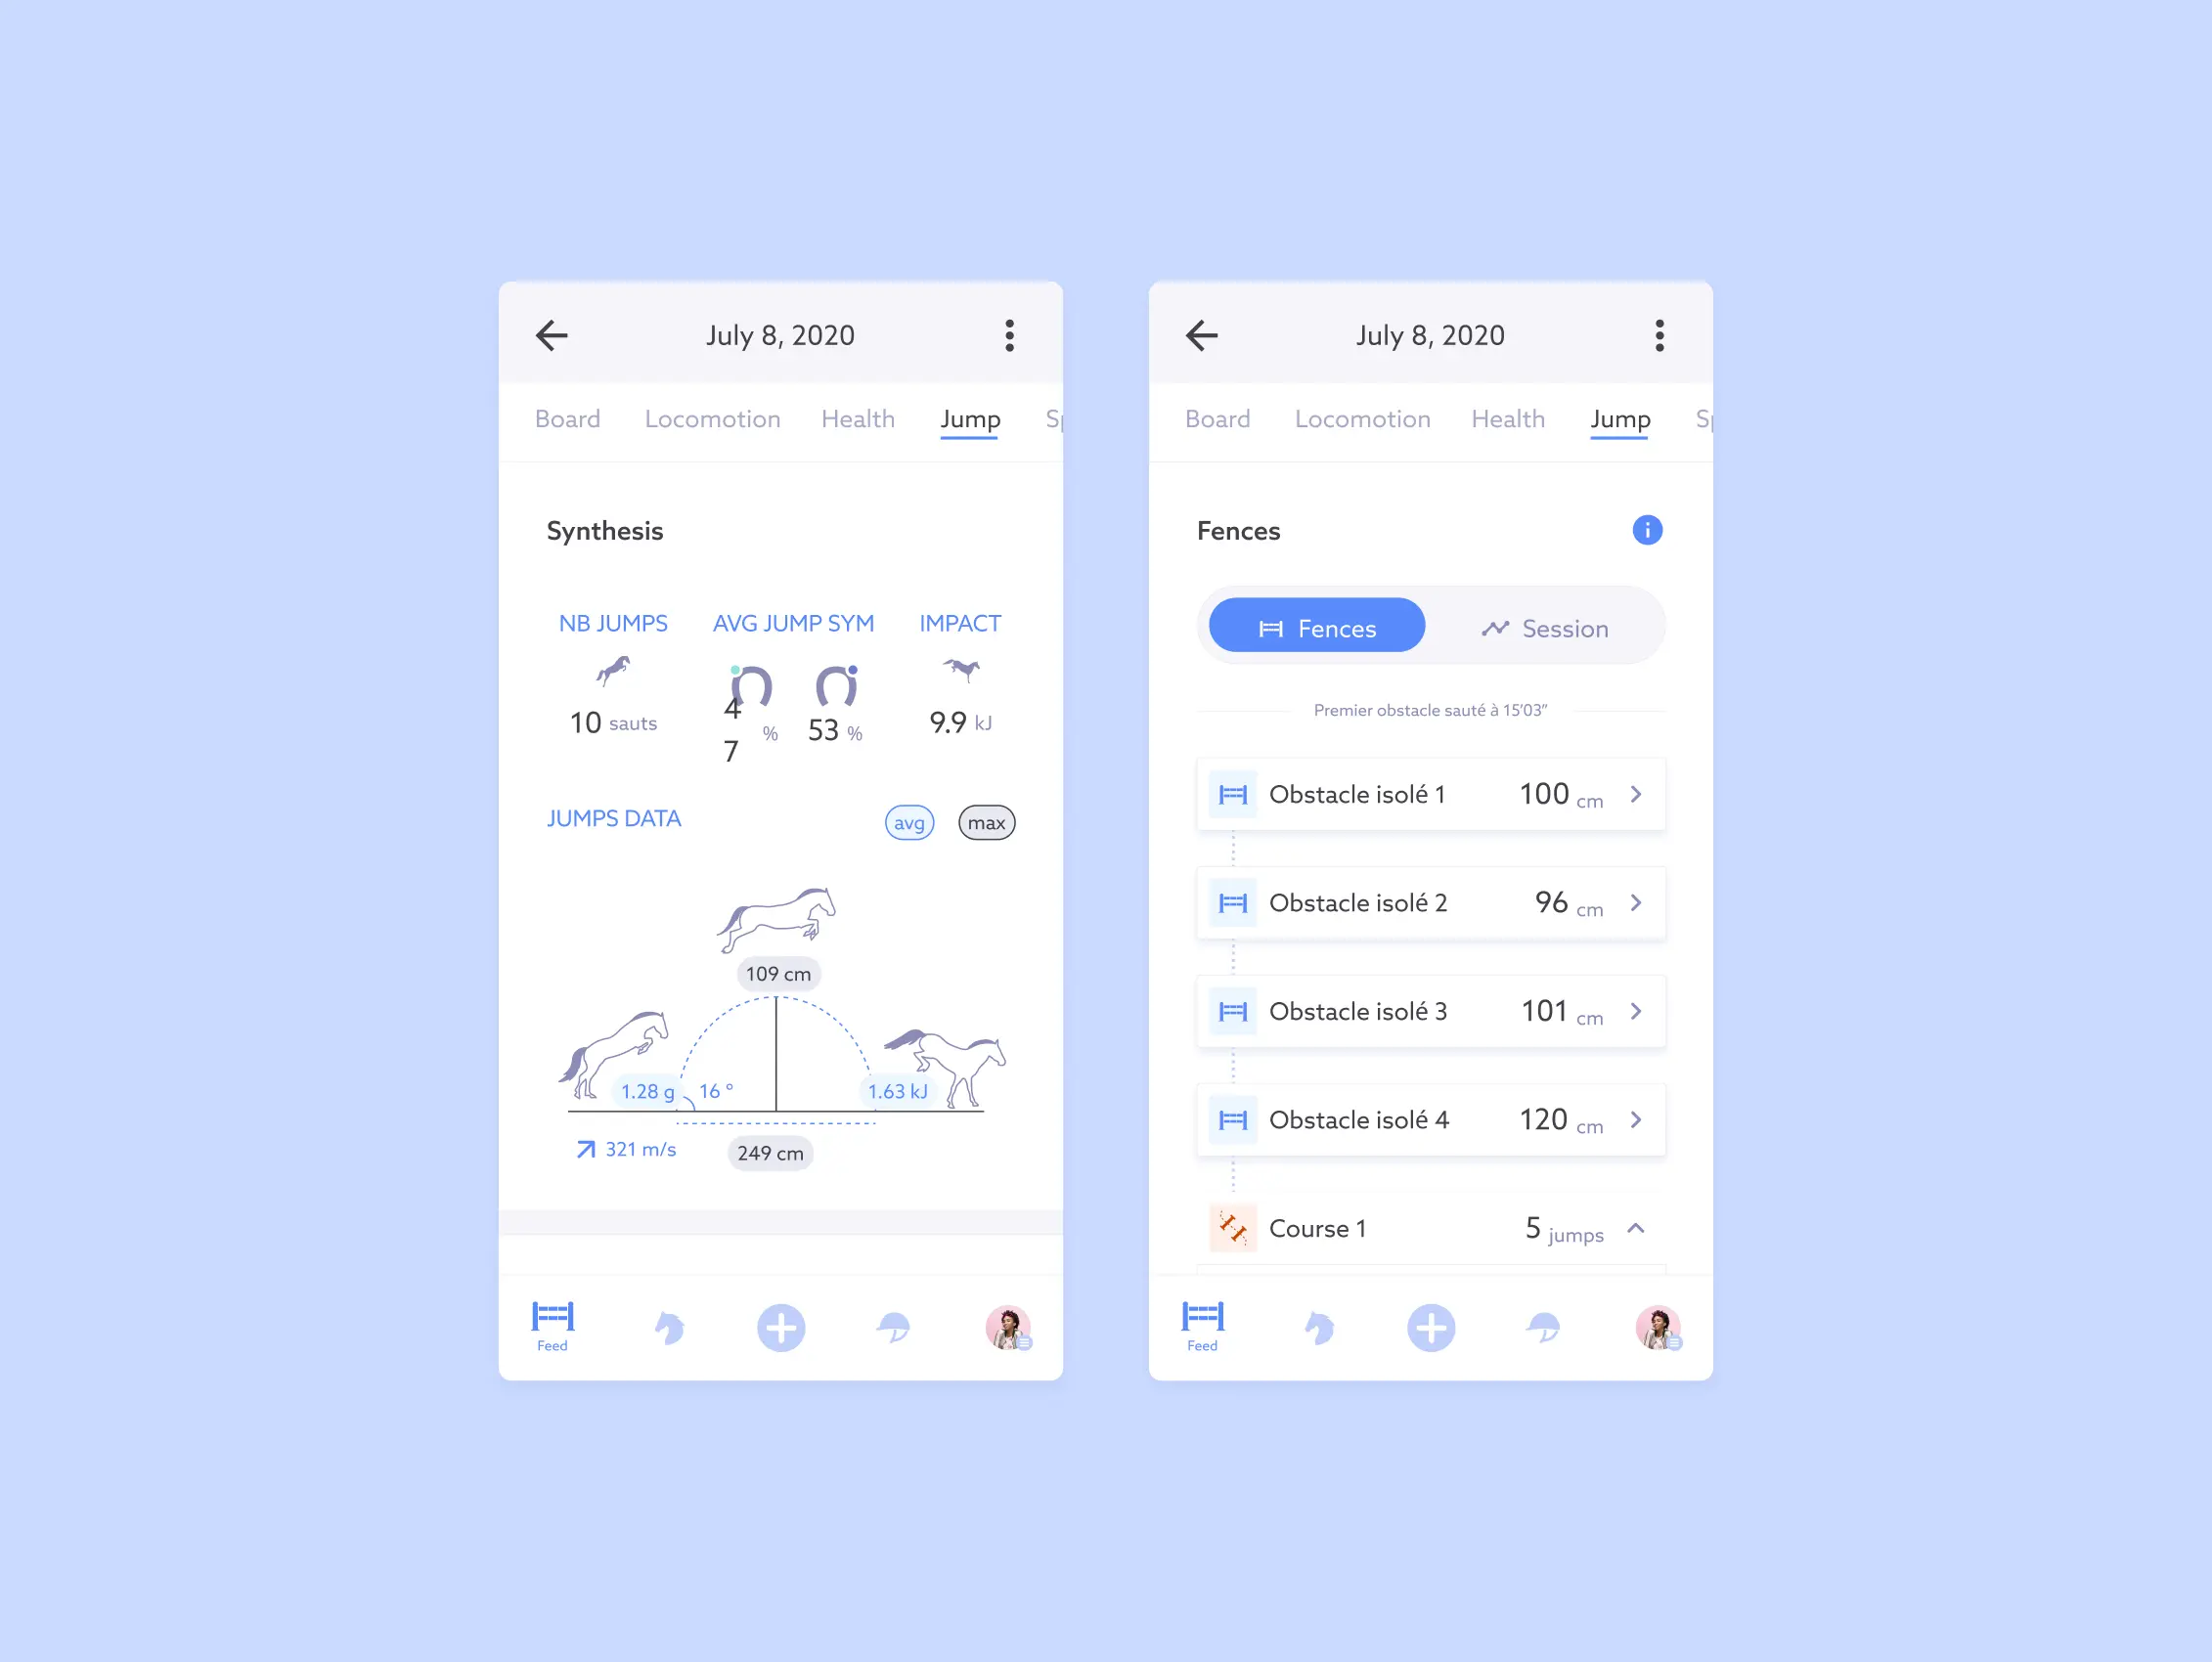 July 8, 2020
Board Locomotion Health Jump Sp
Synthesis
NB JUMPS AVG JUMP SYM IMPACT
10 sauts 47 % 53 % 9.9 kJ
JUMPS DATA avg max
109 cm
1.28 g 16 ° 1.63 kJ
321 m/s 249 cm
Feed
July 8, 2020
Board Locomotion Health Jump Sp
Fences
Fences Session
Premier obstacle sauté à 15'03"
Obstacle isolé 1 100 cm
Obstacle isolé 2 96 cm
Obstacle isolé 3 101 cm
Obstacle isolé 4 120 cm
Course 1 5 jumps
Feed